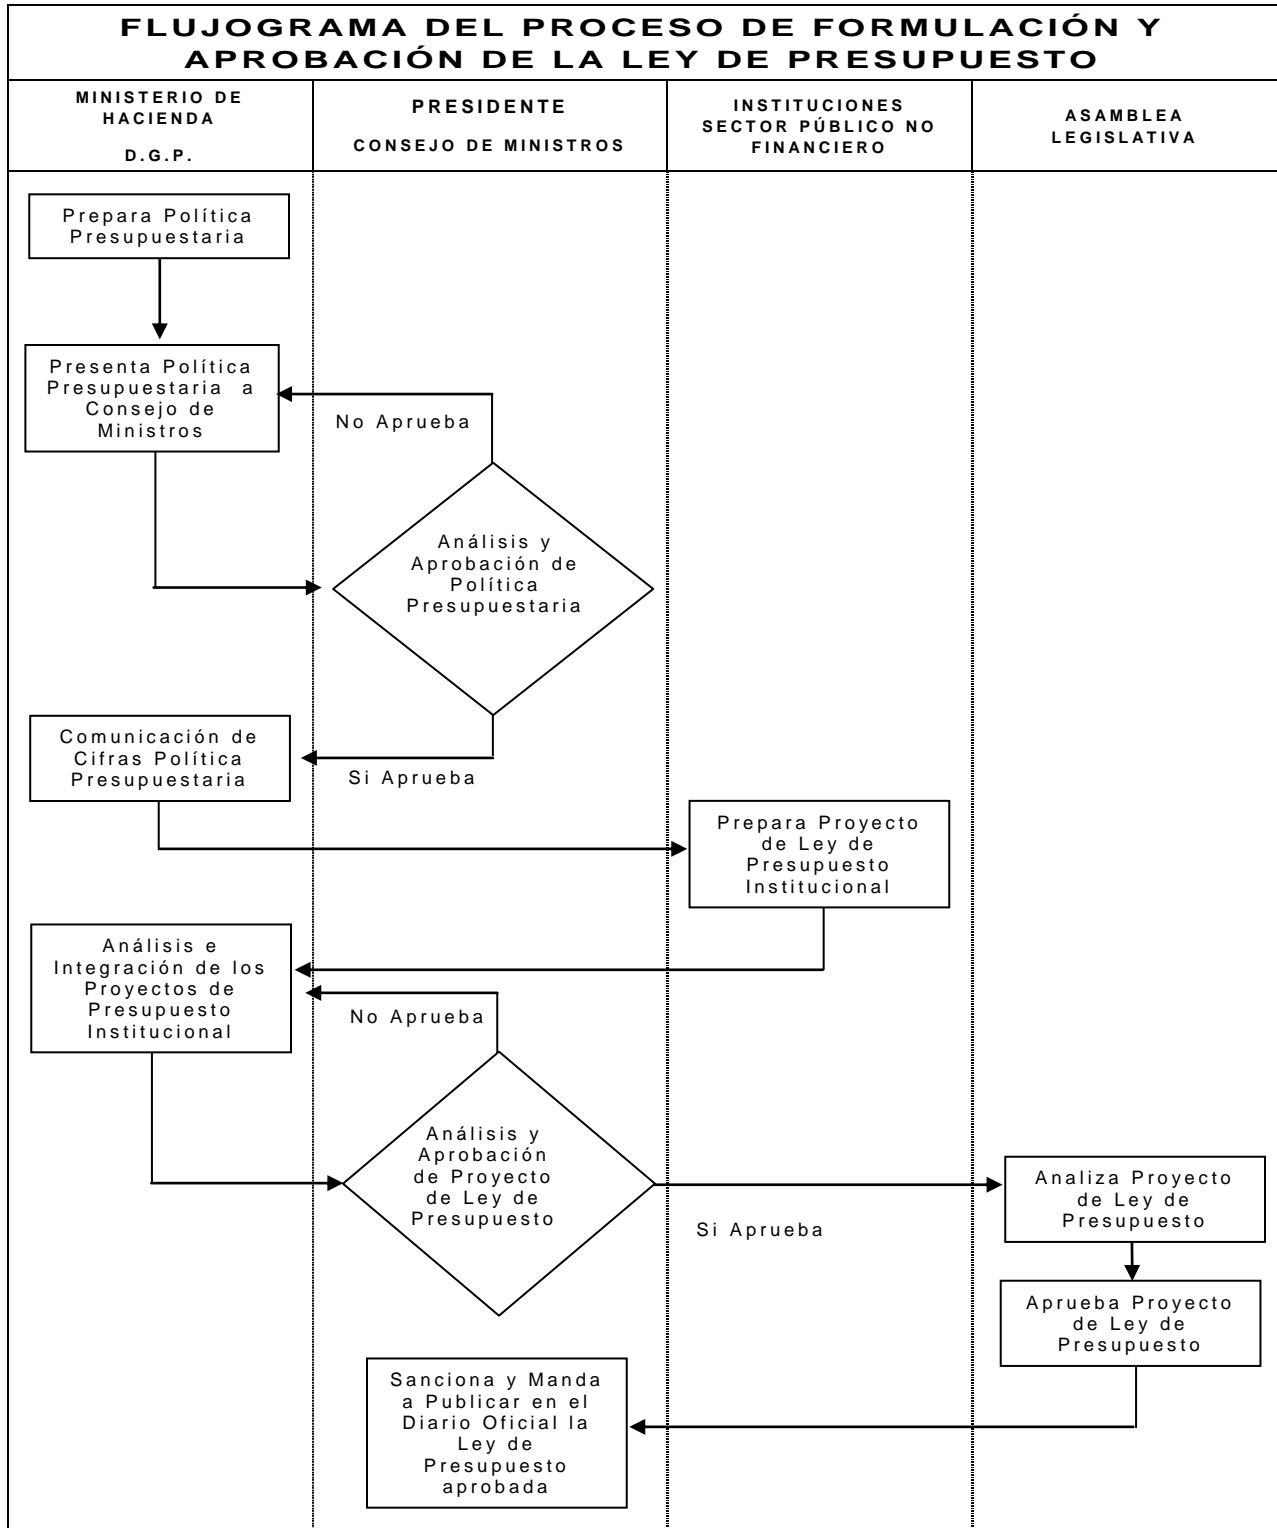 FLUJOGRAMA DEL PROCESO DE FORMULACIÓN Y
APROBACIÓN DE LA LEY DE PRESUPUESTO
MINISTERIO DE
HACIENDA
D.G.P.
PRESIDENTE
CONSEJO DE MINISTROS
INSTITUCIONES
SECTOR PÚBLICO NO
FINANCIERO
ASAMBLEA
LEGISLATIVA
Prepara Política
Presupuestaria
Presenta Política
Presupuestaria a
Consejo de
Ministros
No Aprueba
Análisis y
Aprobación de
Política
Presupuestaria
Comunicación de
Cifras Política
Presupuestaria
Si Aprueba
Prepara Proyecto
de Ley de
Presupuesto
Institucional
Análisis e
Integración de los
Proyectos de
Presupuesto
Institucional
No Aprueba
Análisis y
Aprobación
de Proyecto
de Ley de
Presupuesto
Si Aprueba
Analiza Proyecto
de Ley de
Presupuesto
Aprueba Proyecto
de Ley de
Presupuesto
Sanciona y Manda
a Publicar en el
Diario Oficial la
Ley de
Presupuesto
aprobada